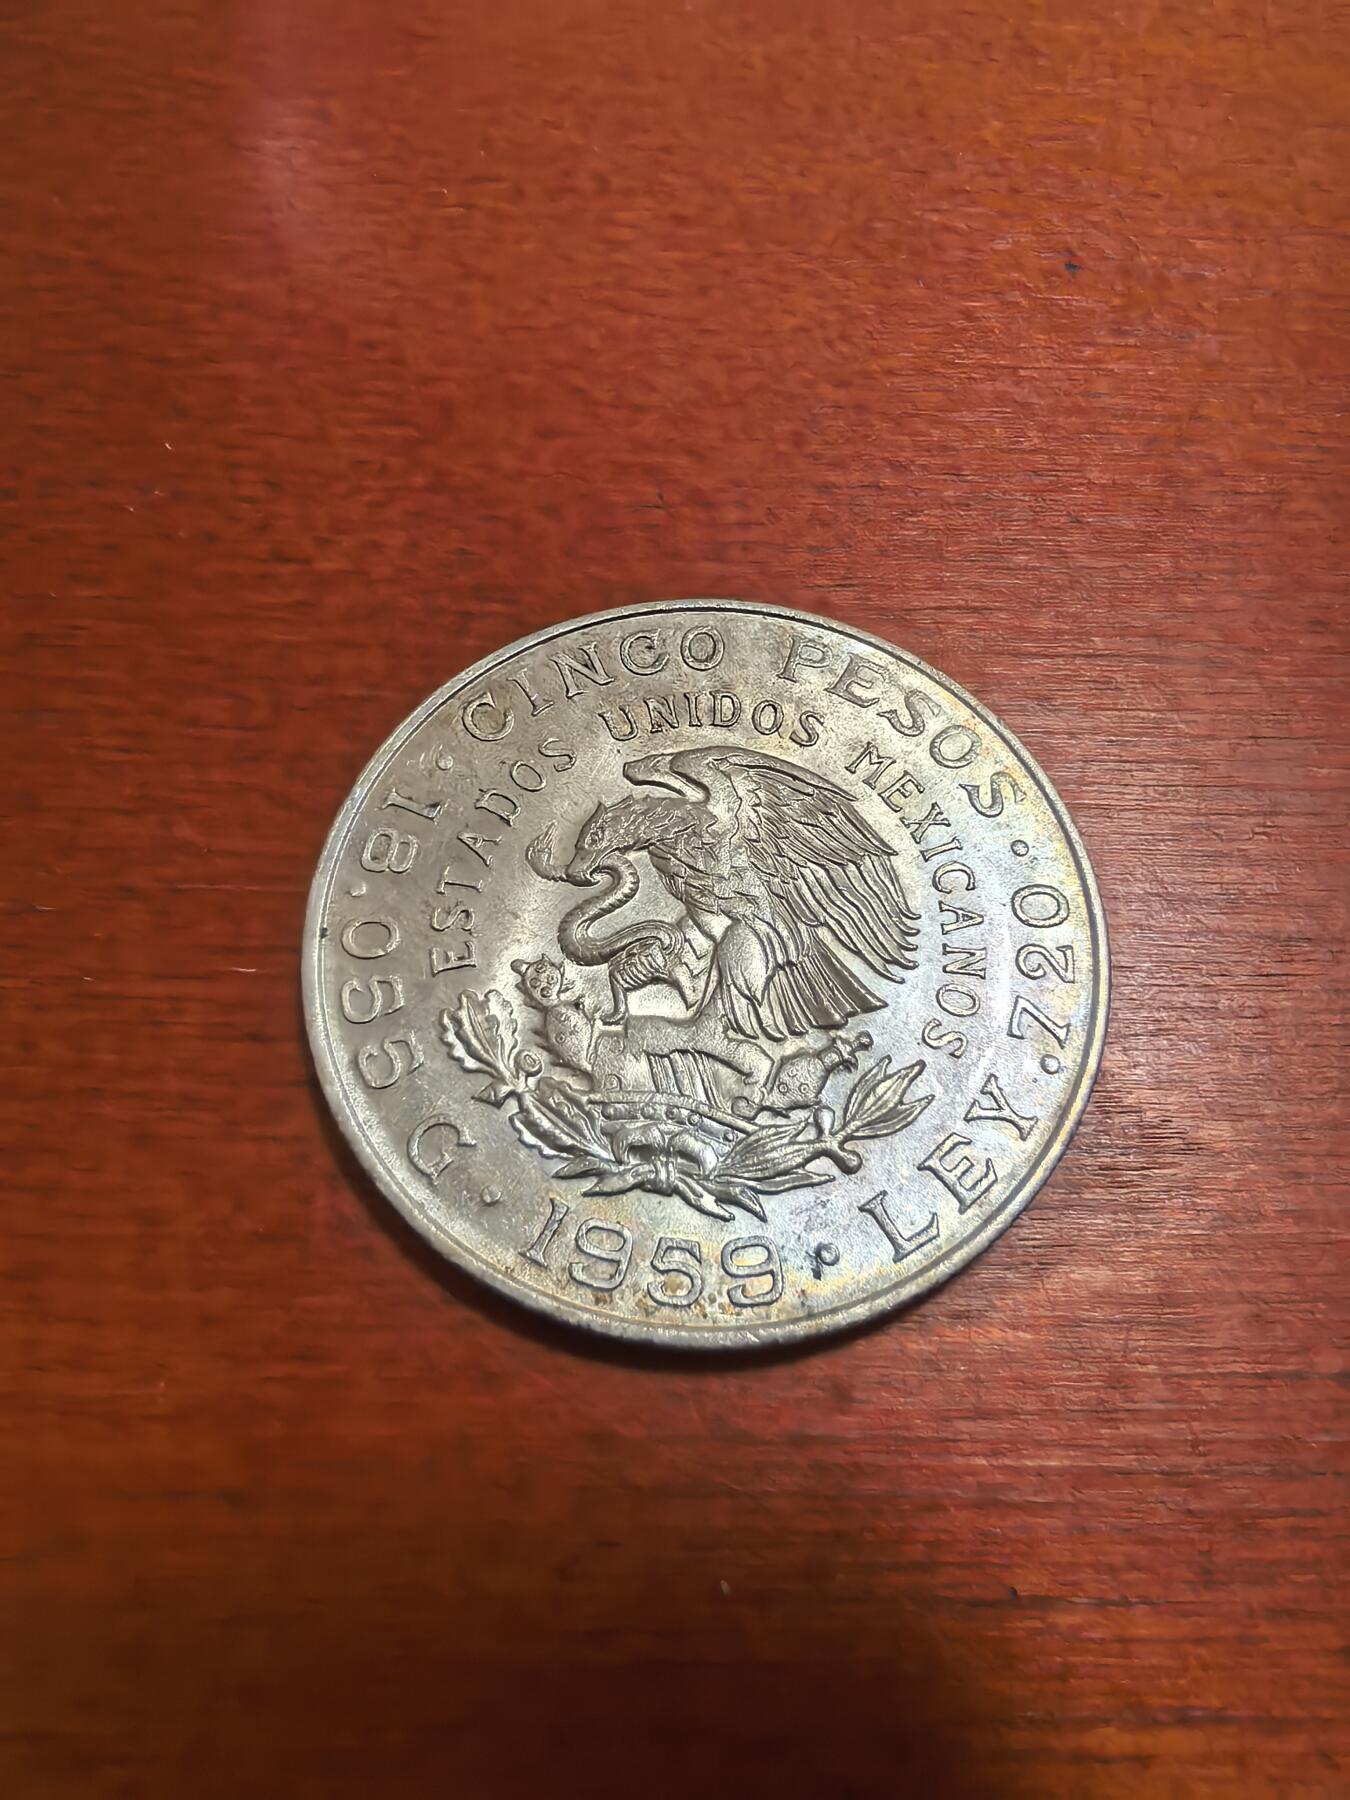 CINCO PESOS · LEY .720 · 1959 · 18.055 G ·
ESTADOS UNIDOS MEXICANOS